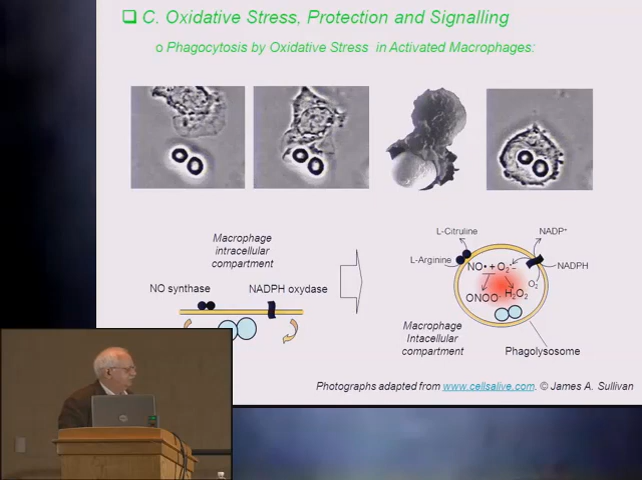 C. Oxidative Stress, Protection and Signalling
o Phagocytosis by Oxidative Stress in Activated Macrophages:
Macrophage
intracellular
compartment
NO synthase
NADPH oxydase
L-Citruline
NADP⁺
L-Arginine
NADPH
NO• + O₂•−
O₂
ONOO⁻
H₂O₂
Macrophage
Intacellular
compartment
Phagolysosome
Photographs adapted from www.cellsalive.com. © James A. Sullivan